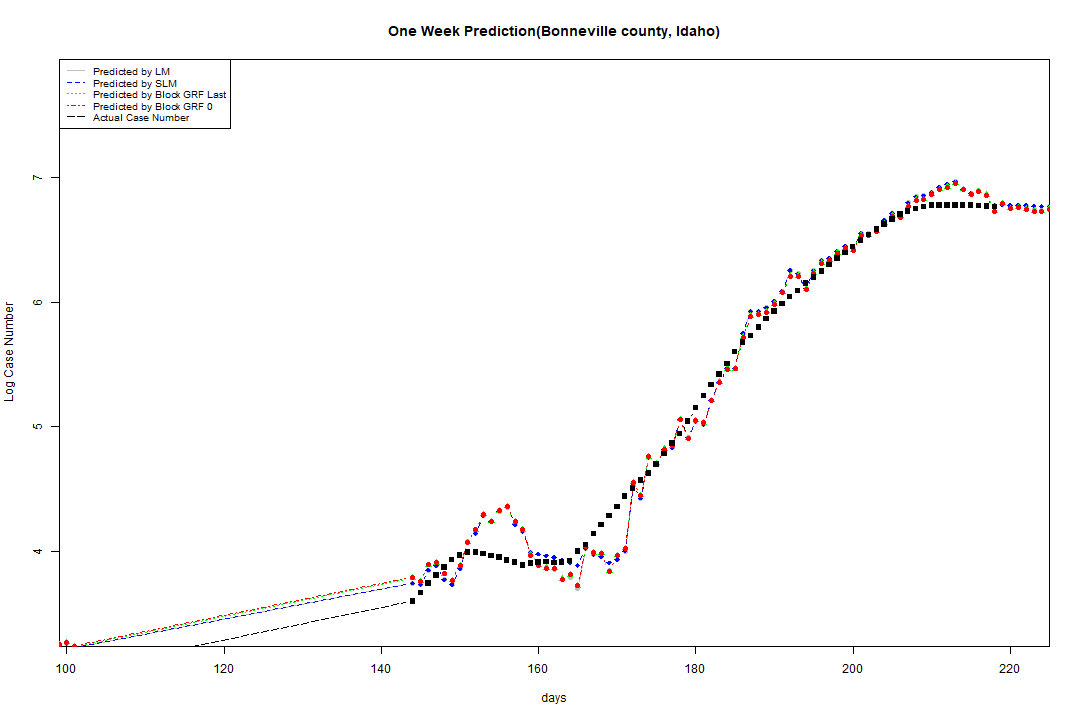 One Week Prediction(Bonneville county, Idaho)
Predicted by LM
Predicted by SLM
Predicted by Block GRF Last
Predicted by Block GRF 0
Actual Case Number
7
6
5
4
Log Case Number
100 120 140 160 180 200 220
days